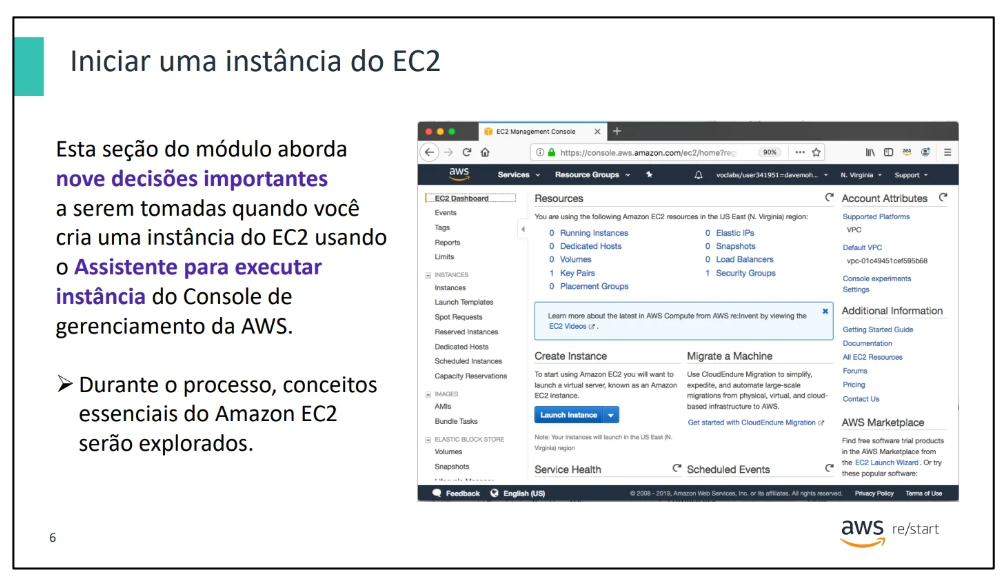 Iniciar uma instância do EC2
Esta seção do módulo aborda
nove decisões importantes
a serem tomadas quando você
cria uma instância do EC2 usando
o Assistente para executar
instância do Console de
gerenciamento da AWS.
➢ Durante o processo, conceitos
essenciais do Amazon EC2
serão explorados.
EC2 Management Console
https://console.aws.amazon.com/ec2/home?reg
90%
aws
Services
Resource Groups
voclabs/user341951=davemoh...
N. Virginia
Support
EC2 Dashboard
Events
Tags
Reports
Limits
INSTANCES
Instances
Launch Templates
Spot Requests
Reserved Instances
Dedicated Hosts
Scheduled Instances
Capacity Reservations
IMAGES
AMIs
Bundle Tasks
ELASTIC BLOCK STORE
Volumes
Snapshots
Lifecycle Manager
Resources
You are using the following Amazon EC2 resources in the US East (N. Virginia) region:
0 Running Instances
0 Dedicated Hosts
0 Volumes
1 Key Pairs
0 Placement Groups
0 Elastic IPs
0 Snapshots
0 Load Balancers
1 Security Groups
Learn more about the latest in AWS Compute from AWS re:Invent by viewing the
EC2 Videos
Create Instance
To start using Amazon EC2 you will want to
launch a virtual server, known as an Amazon
EC2 instance.
Launch Instance
Note: Your instances will launch in the US East (N.
Virginia) region
Service Health
Migrate a Machine
Use CloudEndure Migration to simplify,
expedite, and automate large-scale
migrations from physical, virtual, and cloud-
based infrastructure to AWS.
Get started with CloudEndure Migration
Scheduled Events
Account Attributes
Supported Platforms
VPC
Default VPC
vpc-01c49451cef595b68
Console experiments
Settings
Additional Information
Getting Started Guide
Documentation
All EC2 Resources
Forums
Pricing
Contact Us
AWS Marketplace
Find free software trial products
in the AWS Marketplace from
the EC2 Launch Wizard. Or try
these popular software:
Feedback
English (US)
© 2008 - 2019, Amazon Web Services, Inc. or its affiliates. All rights reserved.
Privacy Policy
Terms of Use
6
aws re/start